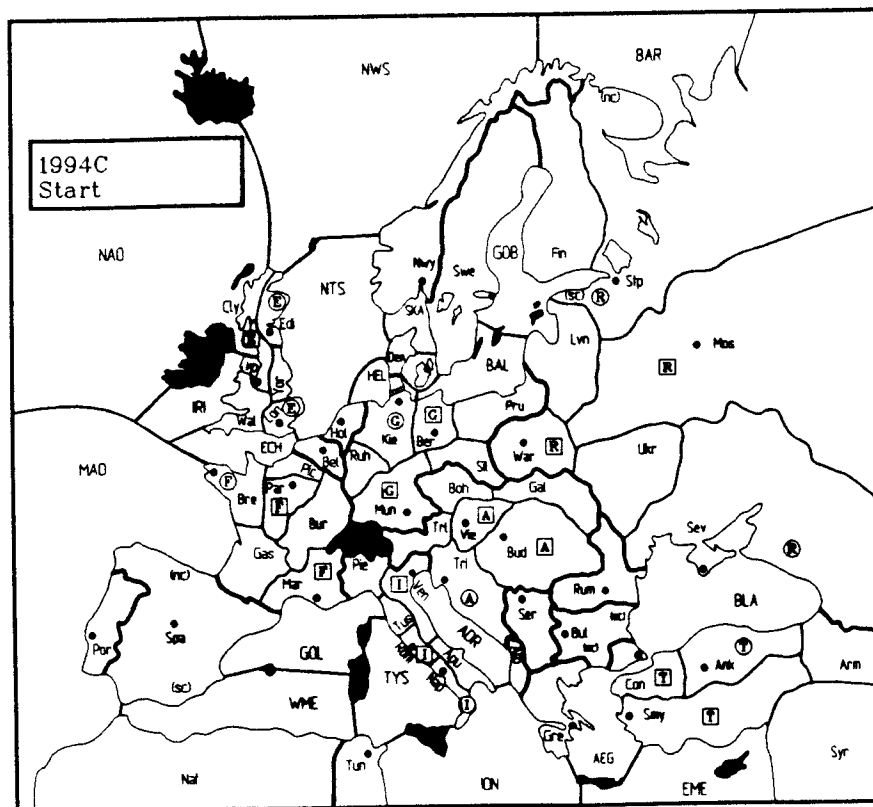 NWS
BAR
(nc)
1994C
Start
NAO
NTS
Nwy
Swe
GOB
Fin
Stp
(sc)
R
Cly
E
Edi
SKA
Lvn
Mos
R
Den
BAL
HEL
IRI
Wal
E
Yor
Hol
Kie
G
G
Ber
Pru
War
R
Ukr
ECH
Bel
Ruh
Sil
MAO
Pic
F
Bre
Par
F
G
Mun
Boh
Gal
Bur
Tri
Vie
A
Bud
A
Sev
R
Gas
Mar
F
Pie
I
Ven
Tri
A
Rum
(nc)
Ser
BLA
Por
Spa
GOL
Tus
ADR
Bul
T
Ank
Arm
I
Apu
Con
T
(sc)
WME
TYS
I
Gre
Smy
T
Naf
Tun
ION
AEG
EME
Syr